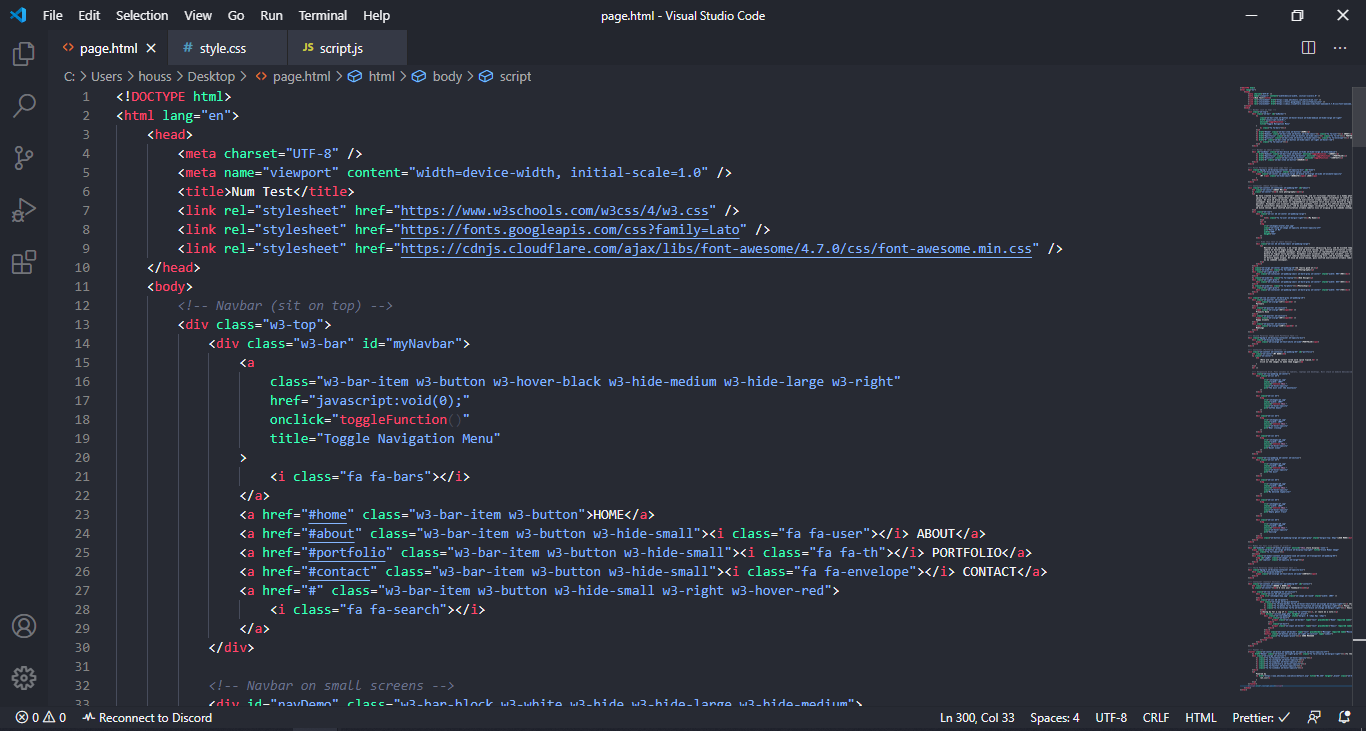 File Edit Selection View Go Run Terminal Help page.html - Visual Studio Code
<> page.html # style.css JS script.js
C: > Users > houss > Desktop > <> page.html > html > body > script
1 <!DOCTYPE html>
2 <html lang="en">
3 <head>
4 <meta charset="UTF-8" />
5 <meta name="viewport" content="width=device-width, initial-scale=1.0" />
6 <title>Num Test</title>
7 <link rel="stylesheet" href="https://www.w3schools.com/w3css/4/w3.css" />
8 <link rel="stylesheet" href="https://fonts.googleapis.com/css?family=Lato" />
9 <link rel="stylesheet" href="https://cdnjs.cloudflare.com/ajax/libs/font-awesome/4.7.0/css/font-awesome.min.css" />
10 </head>
11 <body>
12 <!-- Navbar (sit on top) -->
13 <div class="w3-top">
14 <div class="w3-bar" id="myNavbar">
15 <a
16 class="w3-bar-item w3-button w3-hover-black w3-hide-medium w3-hide-large w3-right"
17 href="javascript:void(0);"
18 onclick="toggleFunction()"
19 title="Toggle Navigation Menu"
20 >
21 <i class="fa fa-bars"></i>
22 </a>
23 <a href="#home" class="w3-bar-item w3-button">HOME</a>
24 <a href="#about" class="w3-bar-item w3-button w3-hide-small"><i class="fa fa-user"></i> ABOUT</a>
25 <a href="#portfolio" class="w3-bar-item w3-button w3-hide-small"><i class="fa fa-th"></i> PORTFOLIO</a>
26 <a href="#contact" class="w3-bar-item w3-button w3-hide-small"><i class="fa fa-envelope"></i> CONTACT</a>
27 <a href="#" class="w3-bar-item w3-button w3-hide-small w3-right w3-hover-red">
28 <i class="fa fa-search"></i>
29 </a>
30 </div>
31
32 <!-- Navbar on small screens -->
33 <div id="navDemo" class="w3-bar-block w3-white w3-hide w3-hide-large w3-hide-medium">
0 0 Reconnect to Discord Ln 300, Col 33 Spaces: 4 UTF-8 CRLF HTML Prettier: ✓